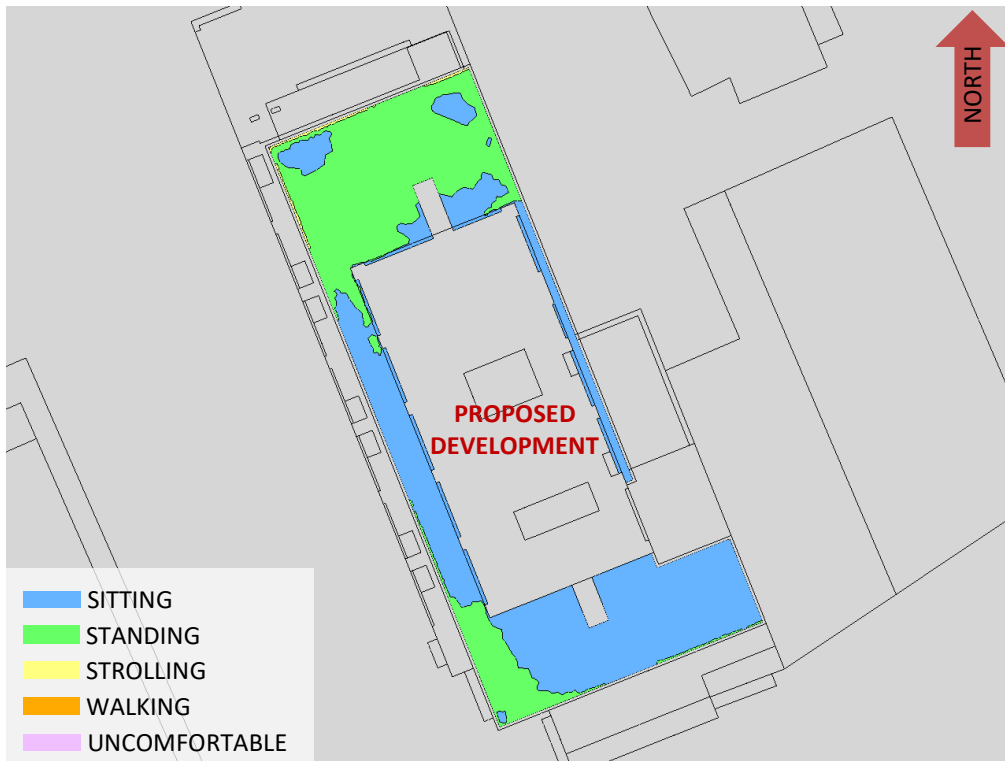 NORTH
PROPOSED
DEVELOPMENT
SITTING
STANDING
STROLLING
WALKING
UNCOMFORTABLE